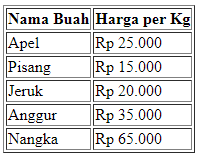 Nama Buah Harga per Kg
Apel Rp 25.000
Pisang Rp 15.000
Jeruk Rp 20.000
Anggur Rp 35.000
Nangka Rp 65.000